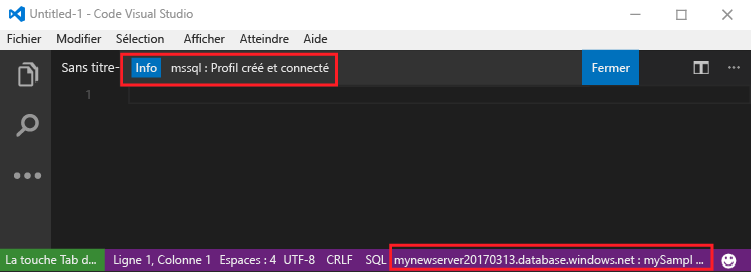 Untitled-1 - Code Visual Studio
Fichier Modifier Sélection Afficher Atteindre Aide
Sans titre- Info mssql : Profil créé et connecté Fermer
1
La touche Tab d... Ligne 1, Colonne 1 Espaces : 4 UTF-8 CRLF SQL mynewserver20170313.database.windows.net : mySampl ...